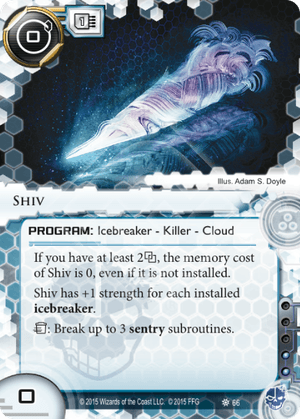 0
1
Illus. Adam S. Doyle
Shiv
PROGRAM: Icebreaker - Killer - Cloud
If you have at least 2, the memory cost
of Shiv is 0, even if it is not installed.
Shiv has +1 strength for each installed
icebreaker.
: Break up to 3 sentry subroutines.
0
© 2015 Wizards of the Coast LLC. © 2015 FFG
66